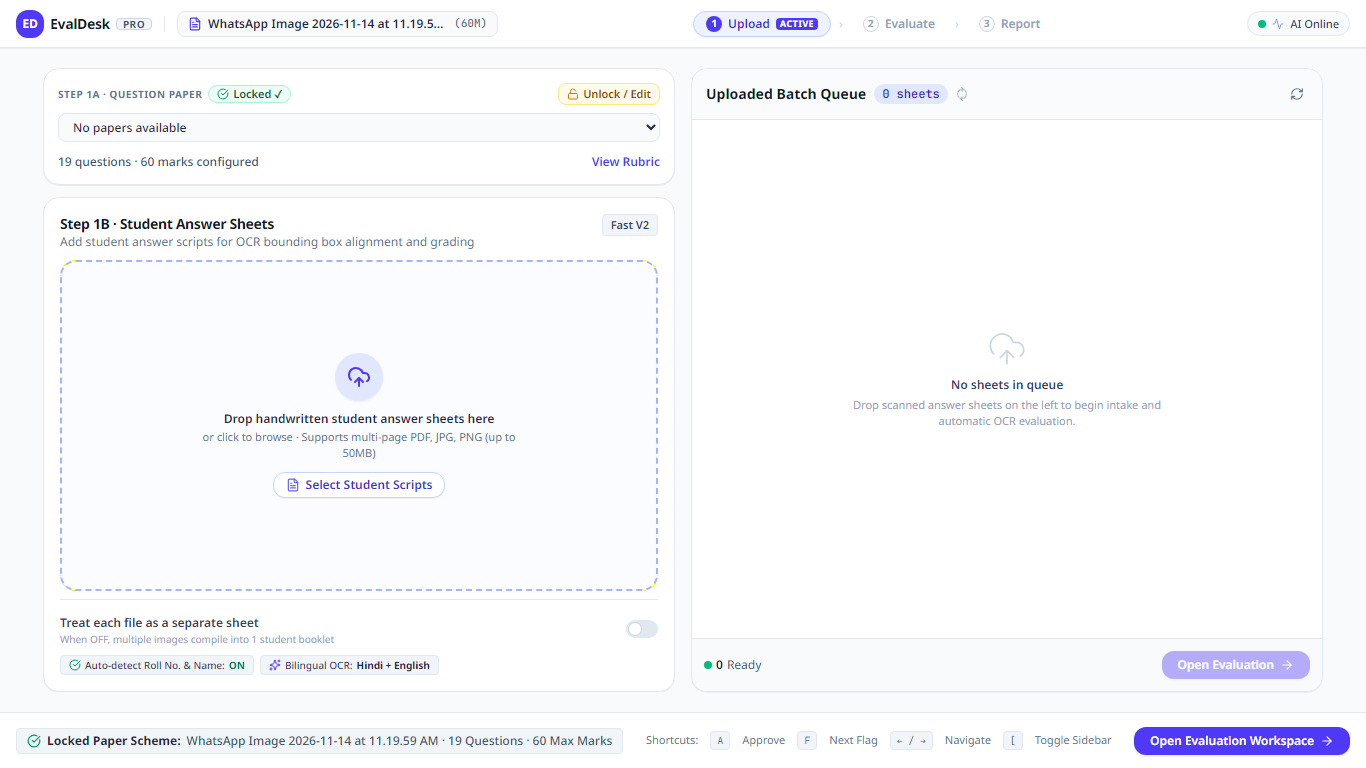 ED EvalDesk PRO
WhatsApp Image 2026-11-14 at 11.19.5... (60M)
1 Upload ACTIVE › 2 Evaluate › 3 Report
AI Online
STEP 1A · QUESTION PAPER Locked ✓ Unlock / Edit
No papers available
19 questions · 60 marks configured View Rubric
Step 1B · Student Answer Sheets Fast V2
Add student answer scripts for OCR bounding box alignment and grading
Drop handwritten student answer sheets here
or click to browse · Supports multi-page PDF, JPG, PNG (up to
50MB)
Select Student Scripts
Treat each file as a separate sheet
When OFF, multiple images compile into 1 student booklet
Auto-detect Roll No. & Name: ON Bilingual OCR: Hindi + English
Uploaded Batch Queue 0 sheets
No sheets in queue
Drop scanned answer sheets on the left to begin intake and
automatic OCR evaluation.
0 Ready Open Evaluation →
Locked Paper Scheme: WhatsApp Image 2026-11-14 at 11.19.59 AM · 19 Questions · 60 Max Marks
Shortcuts: A Approve F Next Flag ← / → Navigate [ Toggle Sidebar
Open Evaluation Workspace →